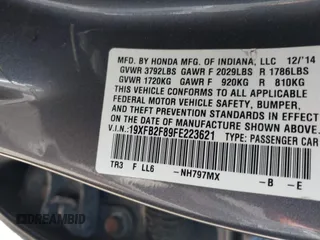 MFD. BY HONDA MFG. OF INDIANA, LLC 12/'14
GVWR 3792LBS GAWR F 2029LBS R 1786LBS
GVWR 1720KG GAWR F 920KG R 810KG
THIS VEHICLE CONFORMS TO ALL APPLICABLE
FEDERAL MOTOR VEHICLE SAFETY, BUMPER,
AND THEFT PREVENTION STANDARDS IN EFFECT
ON THE DATE OF MANUFACTURE SHOWN ABOVE.
V.I.N. 19XFB2F89FE223621 TYPE: PASSENGER CAR
TR3 F LL6 -NH797MX -B -E
DREAMBID